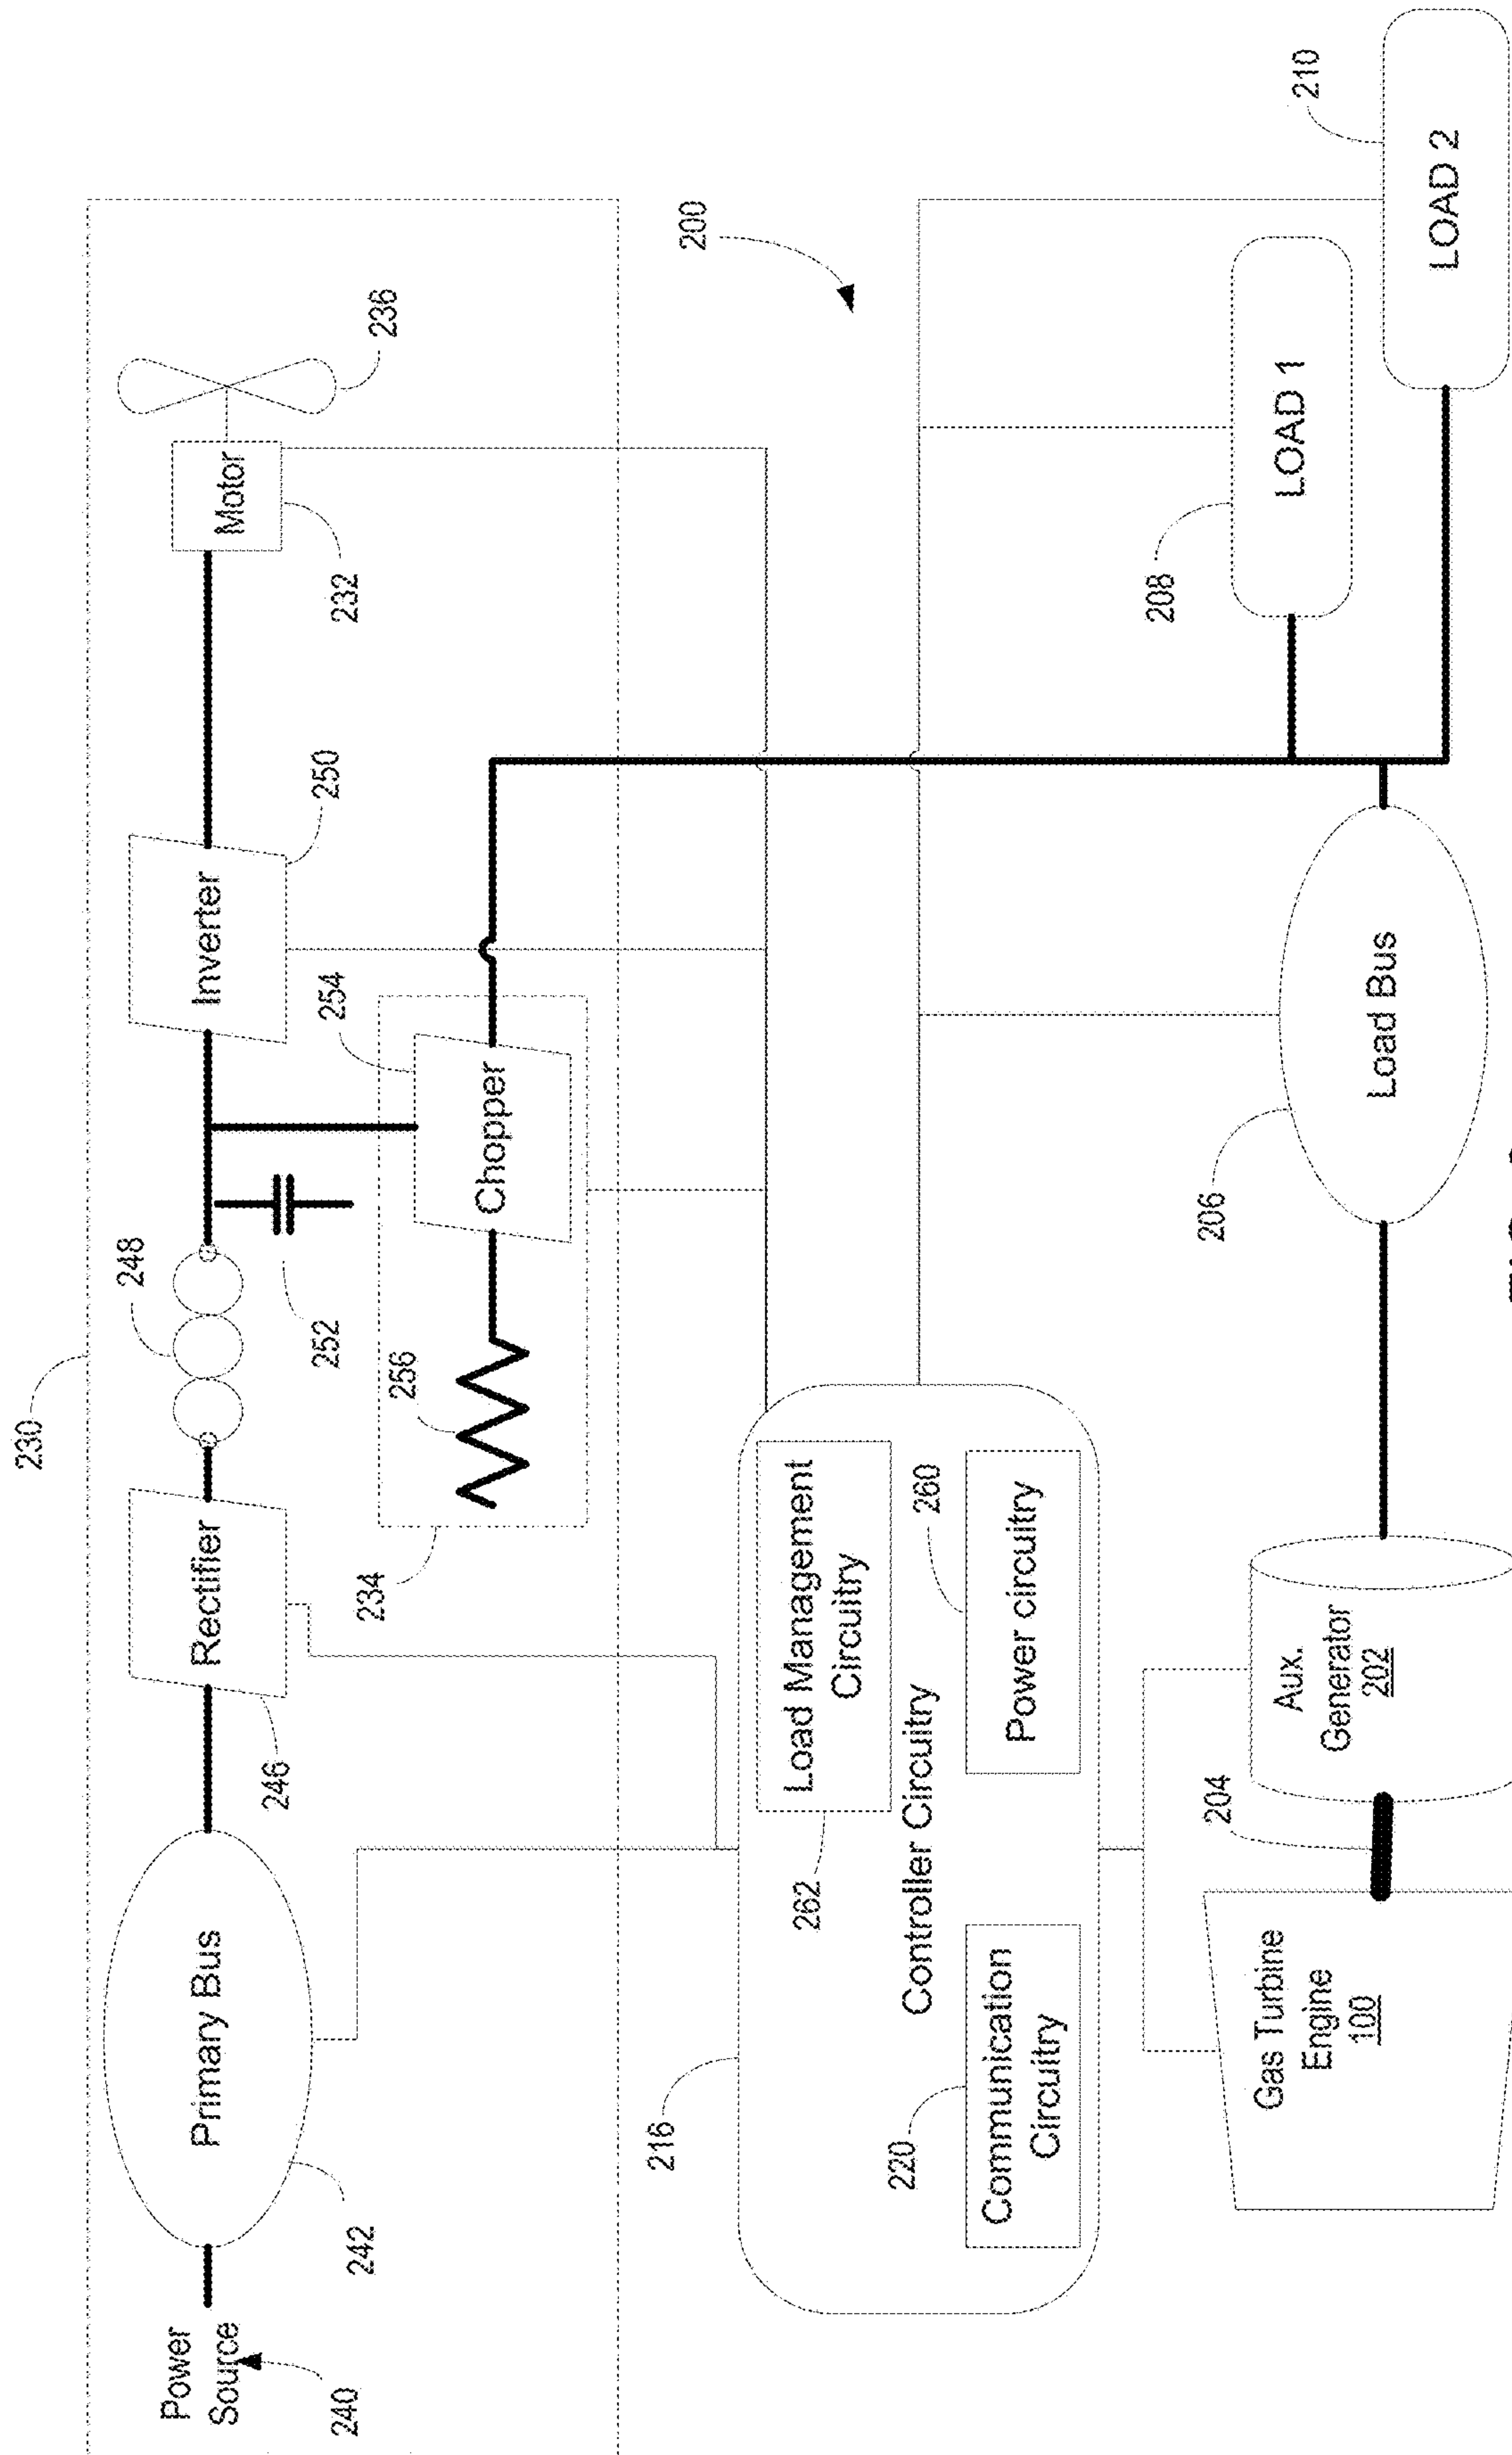 230
Power
Source
240
Primary Bus
242
Rectifier
246
248
252
Inverter
250
Motor
232
236
254
Chopper
256
234
200
216
Load Management
Circuitry
262
Controller Circuitry
260
Power circuitry
Communication
Circuitry
220
LOAD 1
208
LOAD 2
210
Gas Turbine
Engine
100
204
Aux.
Generator
202
Load Bus
206